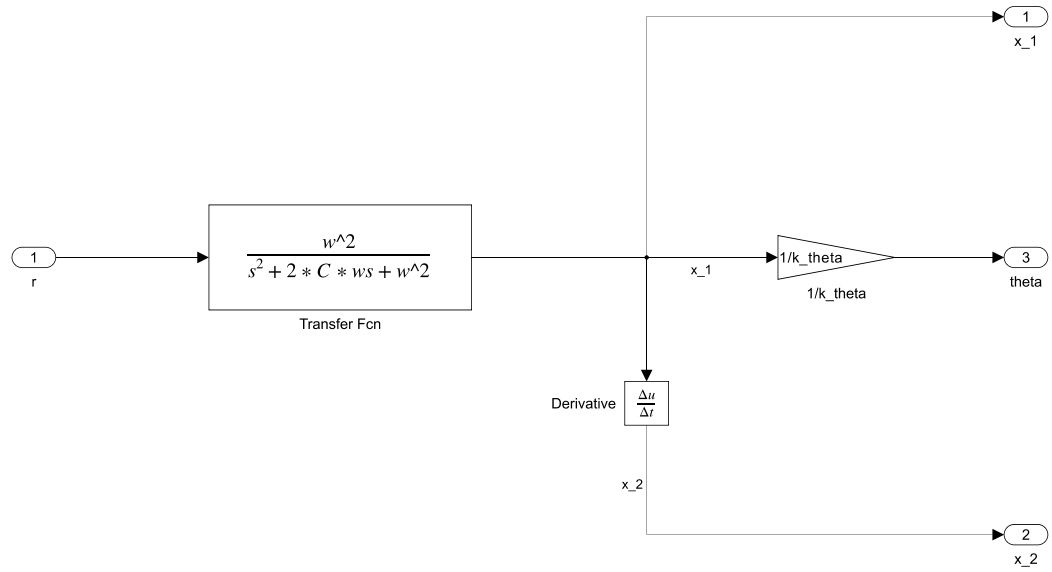 1
x_1
w^2
s² + 2 * C * ws + w^2
Transfer Fcn
1
r
x_1
1/k_theta
1/k_theta
3
theta
Derivative
Δu
Δt
x_2
2
x_2